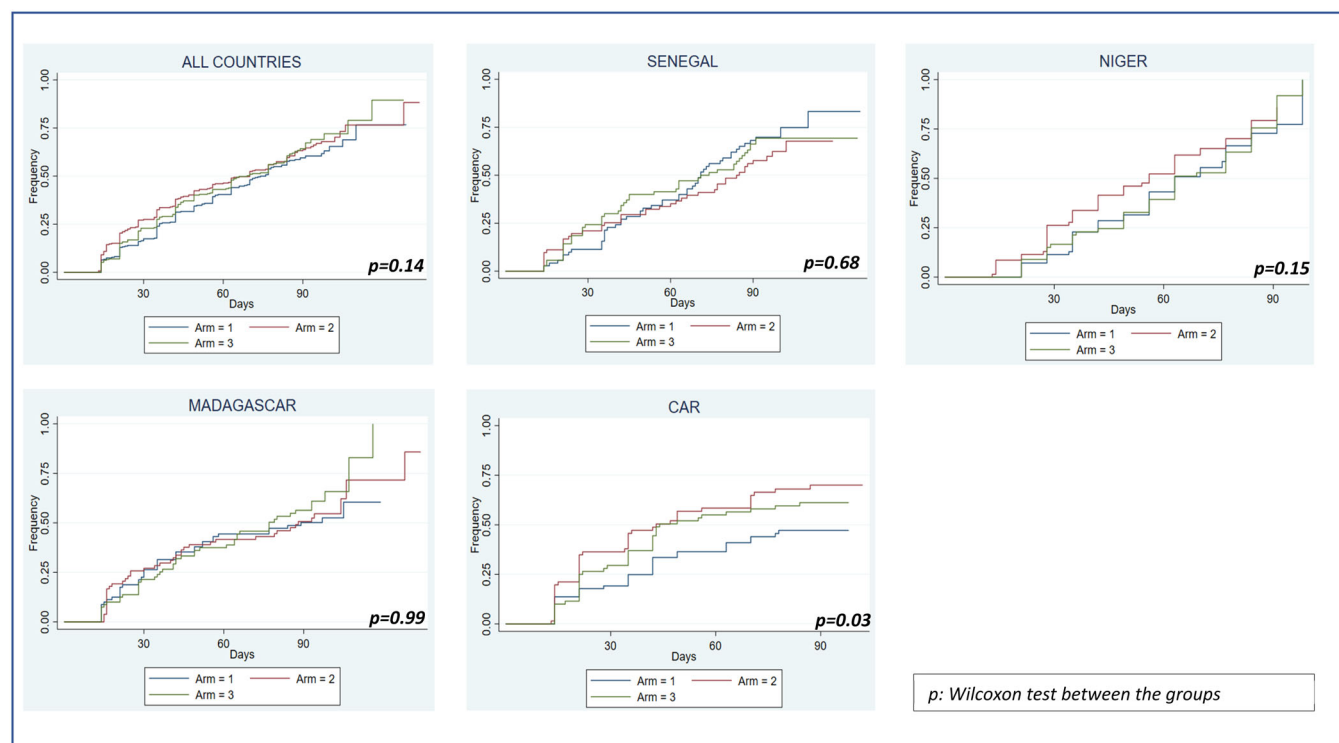 ALL COUNTRIES
Frequency
1.00
0.75
0.50
0.25
0.00
p=0.14
30
60
90
Days
Arm = 1
Arm = 2
Arm = 3
SENEGAL
Frequency
1.00
0.75
0.50
0.25
0.00
p=0.68
30
60
90
Days
Arm = 1
Arm = 2
Arm = 3
NIGER
Frequency
1.00
0.75
0.50
0.25
0.00
p=0.15
30
60
90
Days
Arm = 1
Arm = 2
Arm = 3
MADAGASCAR
Frequency
1.00
0.75
0.50
0.25
0.00
p=0.99
30
60
90
Days
Arm = 1
Arm = 2
Arm = 3
CAR
Frequency
1.00
0.75
0.50
0.25
0.00
p=0.03
30
60
90
Days
Arm = 1
Arm = 2
Arm = 3
p: Wilcoxon test between the groups